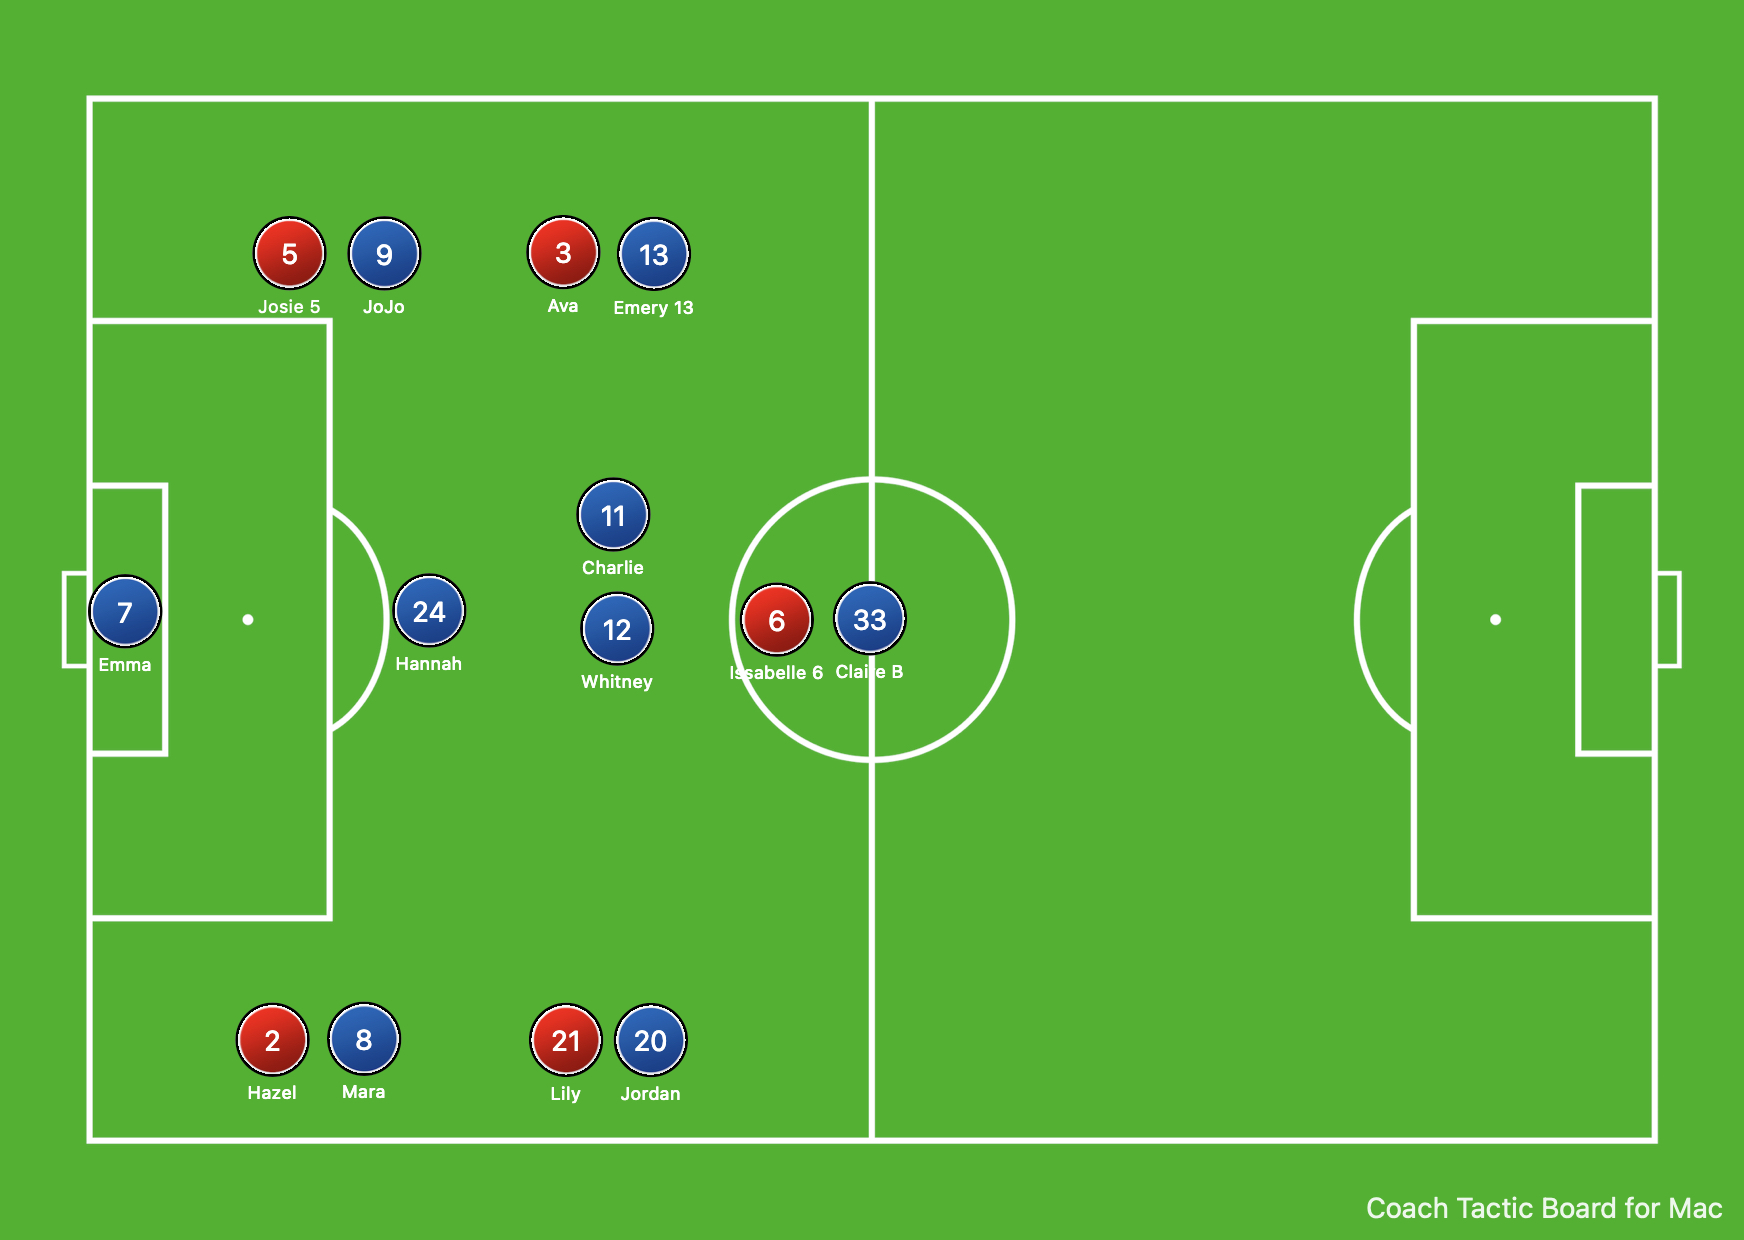 5
Josie 5
9
JoJo
3
Ava
13
Emery 13
11
Charlie
7
Emma
24
Hannah
12
Whitney
6
Issabelle 6
33
Claire B
2
Hazel
8
Mara
21
Lily
20
Jordan
Coach Tactic Board for Mac